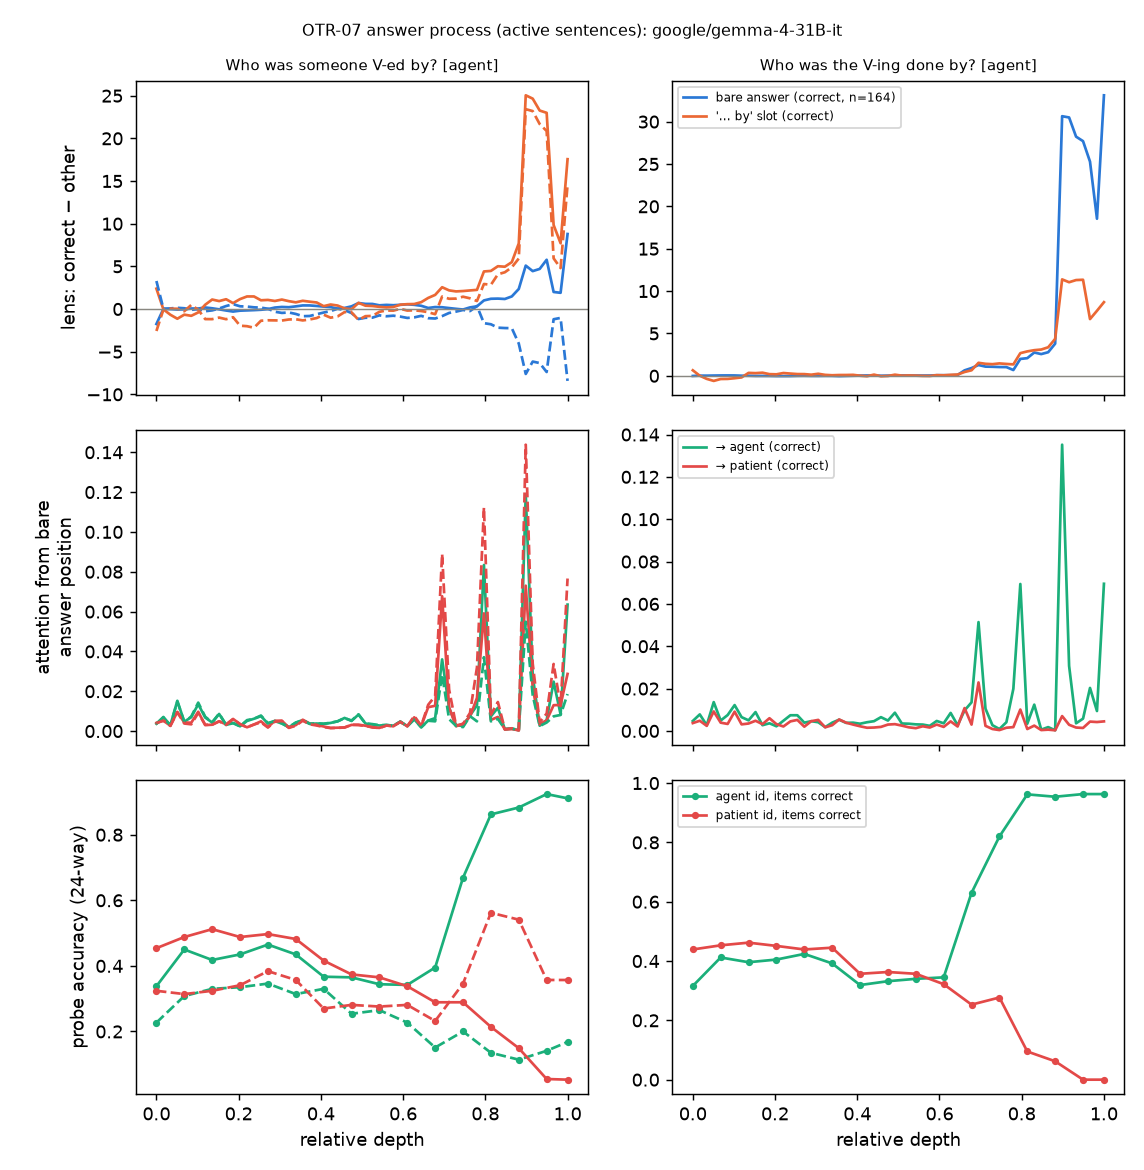 OTR-07 answer process (active sentences): google/gemma-4-31B-it
Who was someone V-ed by? [agent]
Who was the V-ing done by? [agent]
lens: correct − other
25
20
15
10
5
0
−5
−10
bare answer (correct, n=164)
'... by' slot (correct)
30
25
20
15
10
5
0
attention from bare
answer position
0.14
0.12
0.10
0.08
0.06
0.04
0.02
0.00
→ agent (correct)
→ patient (correct)
0.14
0.12
0.10
0.08
0.06
0.04
0.02
0.00
probe accuracy (24-way)
0.8
0.6
0.4
0.2
0.0 0.2 0.4 0.6 0.8 1.0
relative depth
agent id, items correct
patient id, items correct
1.0
0.8
0.6
0.4
0.2
0.0
0.0 0.2 0.4 0.6 0.8 1.0
relative depth